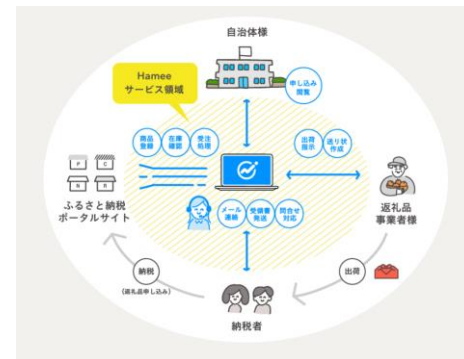 自治体様
Hamee
サービス領域
申し込み
閲覧
商品
登録
在庫
確認
受注
処理
出荷
指示
送り状
作成
P
C
ふるさと納税
ポータルサイト
メール
連絡
受領書
発送
問合せ
対応
返礼品
事業者様
納税
(返礼品申し込み)
出荷
納税者